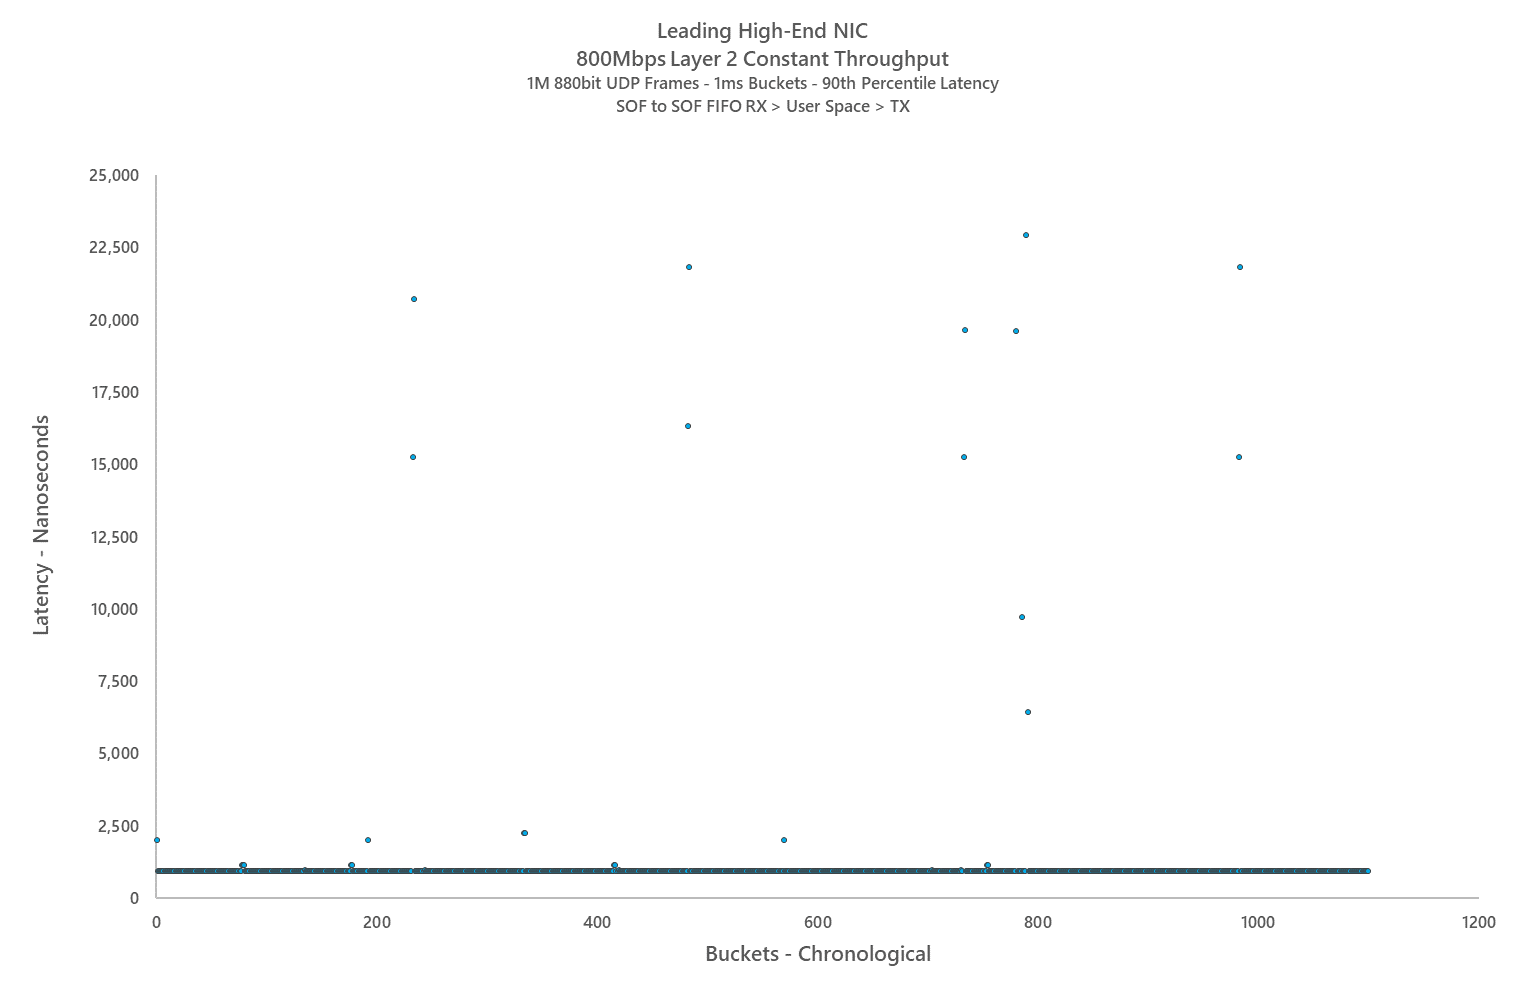 Leading High-End NIC
800Mbps Layer 2 Constant Throughput
1M 880bit UDP Frames - 1ms Buckets - 90th Percentile Latency
SOF to SOF FIFO RX > User Space > TX
25,000
22,500
20,000
17,500
15,000
12,500
10,000
7,500
5,000
2,500
0
Latency - Nanoseconds
0 200 400 600 800 1000 1200
Buckets - Chronological